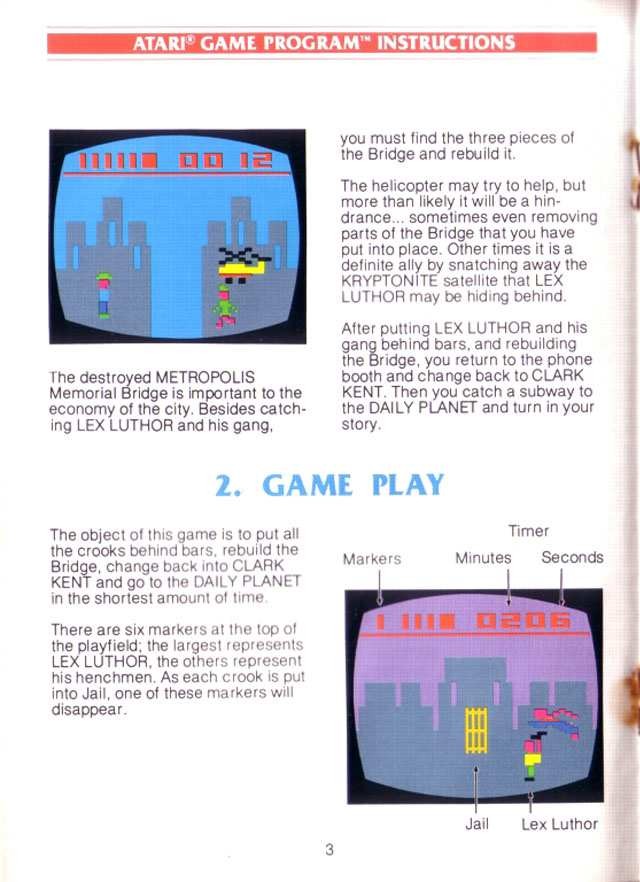 ATARI® GAME PROGRAM™ INSTRUCTIONS
00 12
The destroyed METROPOLIS
Memorial Bridge is important to the
economy of the city. Besides catch-
ing LEX LUTHOR and his gang,
you must find the three pieces of
the Bridge and rebuild it.
The helicopter may try to help, but
more than likely it will be a hin-
drance... sometimes even removing
parts of the Bridge that you have
put into place. Other times it is a
definite ally by snatching away the
KRYPTONITE satellite that LEX
LUTHOR may be hiding behind.
After putting LEX LUTHOR and his
gang behind bars, and rebuilding
the Bridge, you return to the phone
booth and change back to CLARK
KENT. Then you catch a subway to
the DAILY PLANET and turn in your
story.
2. GAME PLAY
The object of this game is to put all
the crooks behind bars, rebuild the
Bridge, change back into CLARK
KENT and go to the DAILY PLANET
in the shortest amount of time.
There are six markers at the top of
the playfield; the largest represents
LEX LUTHOR, the others represent
his henchmen. As each crook is put
into Jail, one of these markers will
disappear.
Timer
Markers Minutes Seconds
0206
Jail Lex Luthor
3